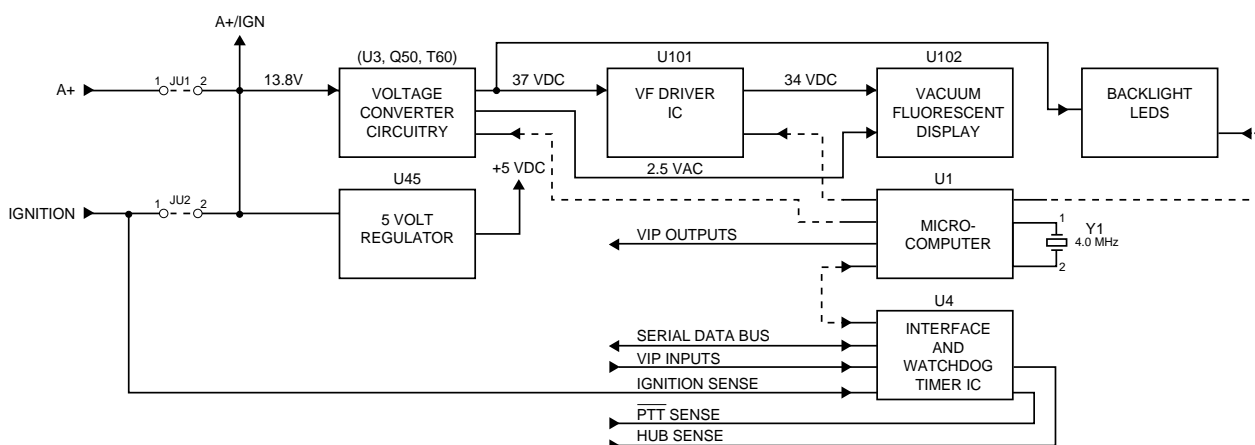 A+/IGN
(U3, Q50, T60)
U101
U102
A+
1 JU1 2
13.8V
VOLTAGE
CONVERTER
CIRCUITRY
37 VDC
VF DRIVER
IC
34 VDC
VACUUM
FLUORESCENT
DISPLAY
BACKLIGHT
LEDS
2.5 VAC
U45
+5 VDC
U1
IGNITION
1 JU2 2
5 VOLT
REGULATOR
VIP OUTPUTS
MICRO-
COMPUTER
1
Y1
4.0 MHz
2
U4
SERIAL DATA BUS
VIP INPUTS
IGNITION SENSE
INTERFACE
AND
WATCHDOG
TIMER IC
PTT SENSE
HUB SENSE